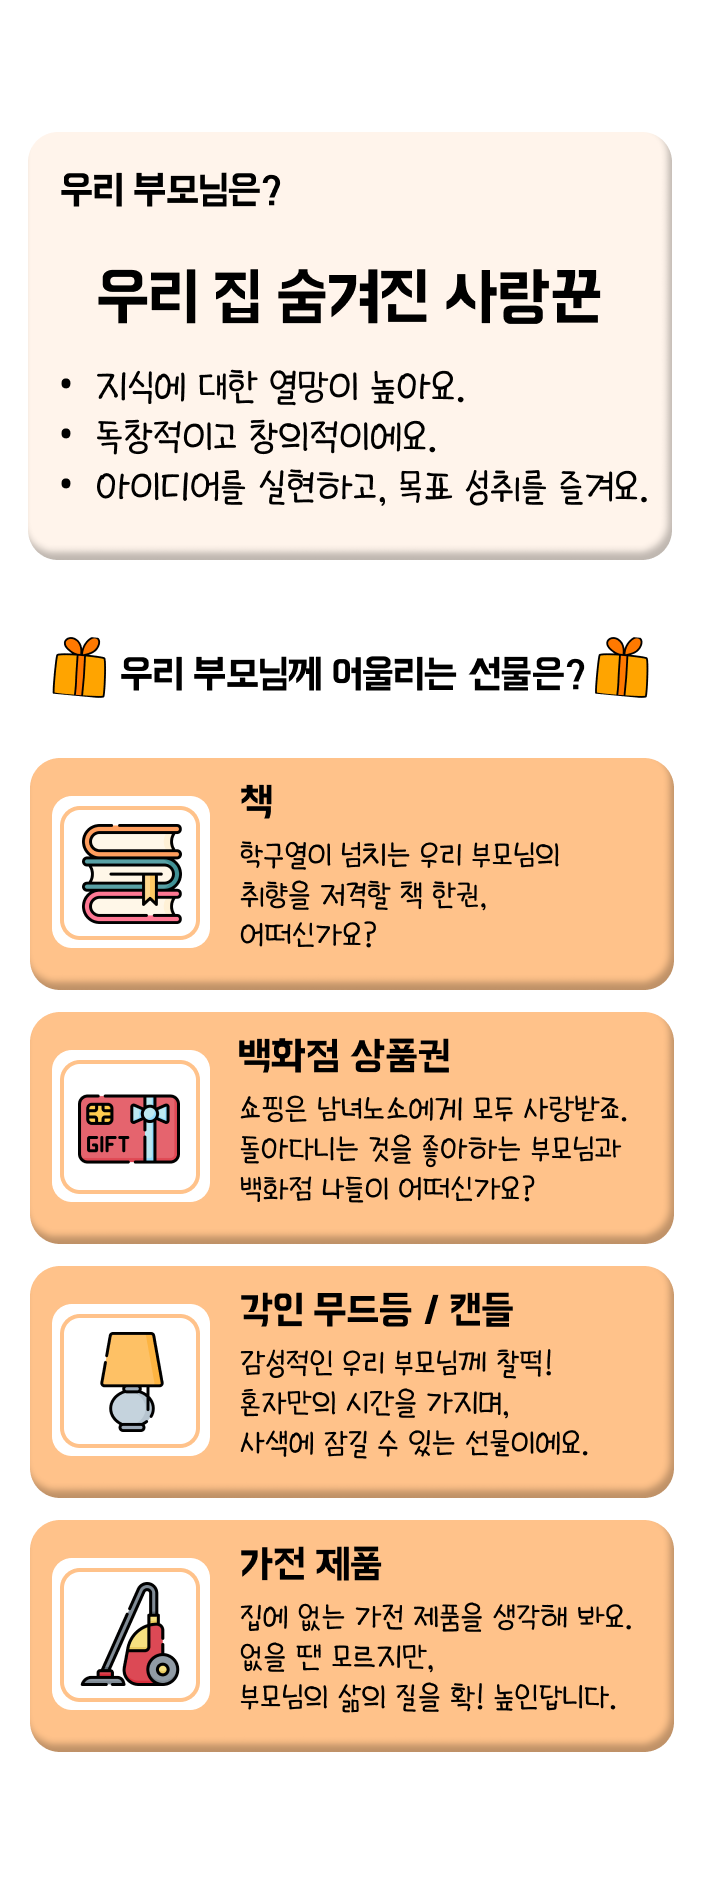 우리 부모님은?
우리 집 숨겨진 사랑꾼
• 지식에 대한 열망이 높아요.
• 독창적이고 창의적이에요.
• 아이디어를 실현하고, 목표 성취를 즐겨요.
우리 부모님께 어울리는 선물은?
책
학구열이 넘치는 우리 부모님의
취향을 저격할 책 한권,
어떠신가요?
백화점 상품권
쇼핑은 남녀노소에게 모두 사랑받죠.
돌아다니는 것을 좋아하는 부모님과
백화점 나들이 어떠신가요?
GIFT
각인 무드등 / 캔들
감성적인 우리 부모님께 찰떡!
혼자만의 시간을 가지며,
사색에 잠길 수 있는 선물이에요.
가전 제품
집에 없는 가전 제품을 생각해 봐요.
없을 땐 모르지만,
부모님의 삶의 질을 확! 높인답니다.